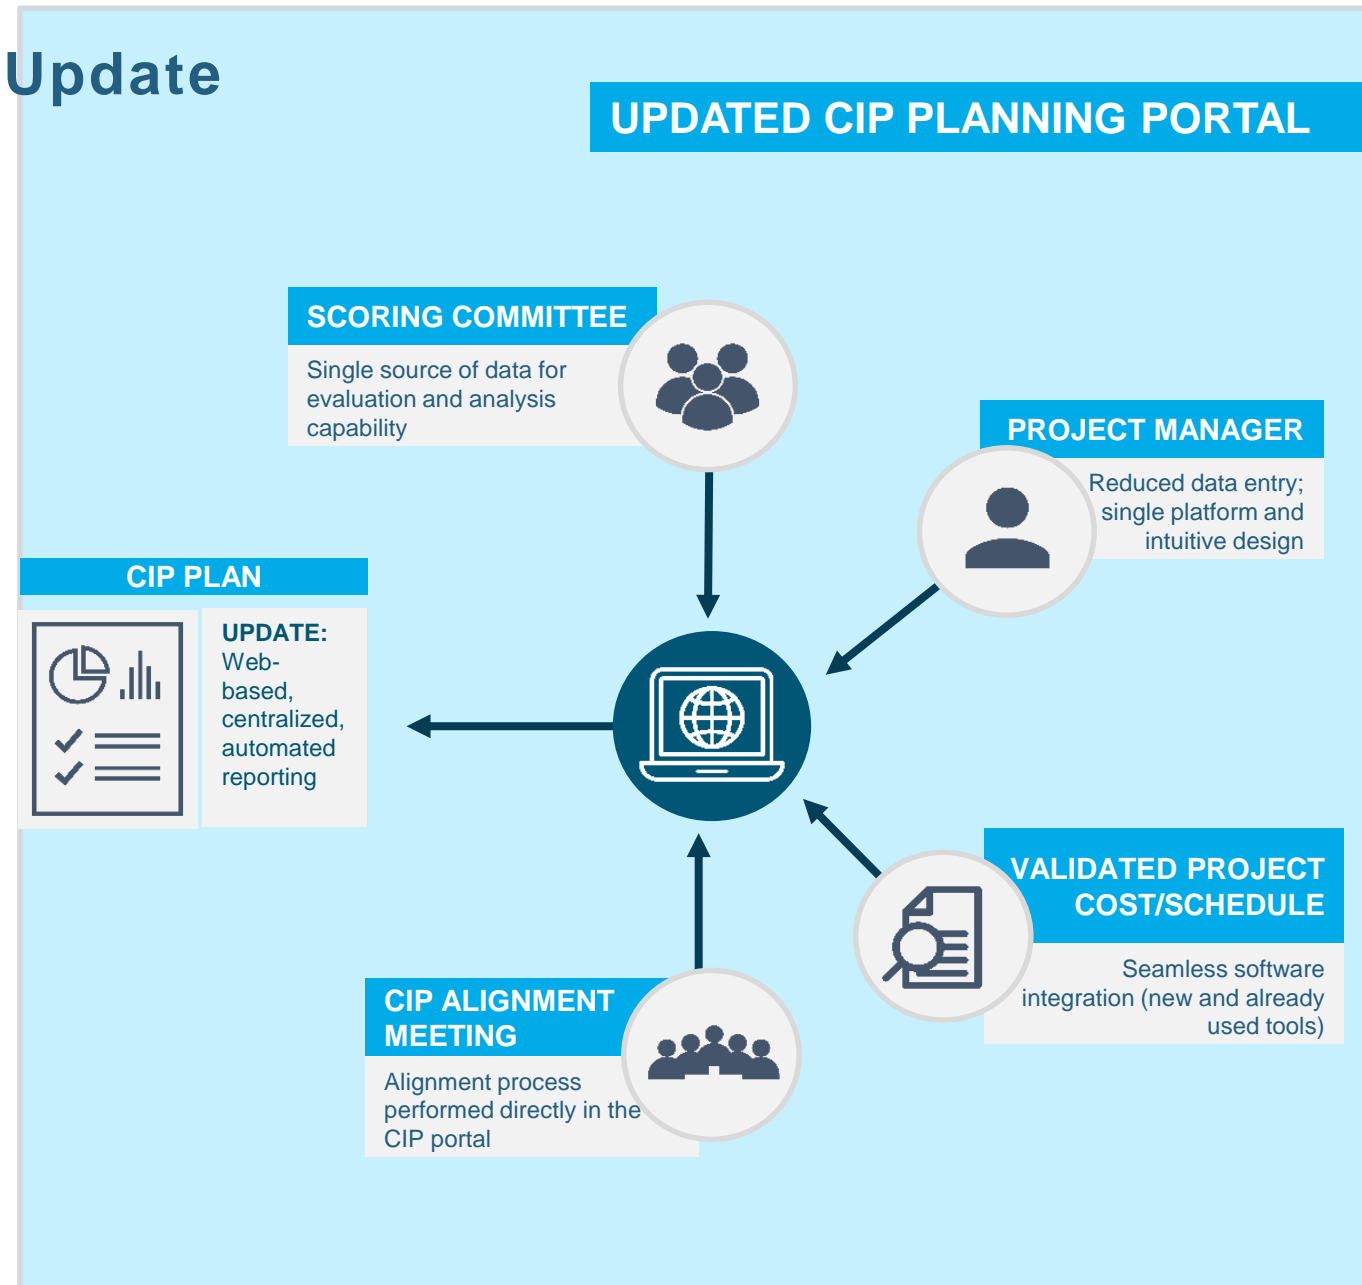 Update
UPDATED CIP PLANNING PORTAL
SCORING COMMITTEE
Single source of data for
evaluation and analysis
capability
PROJECT MANAGER
Reduced data entry;
single platform and
intuitive design
CIP PLAN
UPDATE:
Web-
based,
centralized,
automated
reporting
VALIDATED PROJECT
COST/SCHEDULE
Seamless software
integration (new and already
used tools)
CIP ALIGNMENT
MEETING
Alignment process
performed directly in the
CIP portal